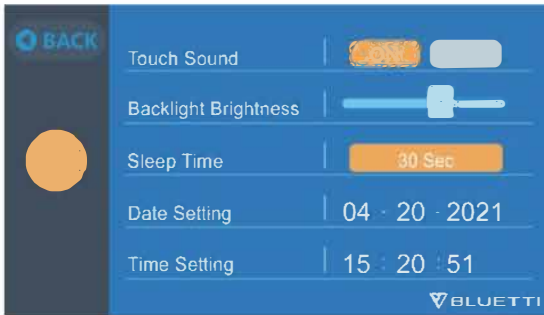 BACK
Touch Sound ON
Backlight Brightness
Sleep Time 30 Sec
Date Setting 04 - 20 - 2021
Time Setting 15 : 20 : 51
BLUETTI